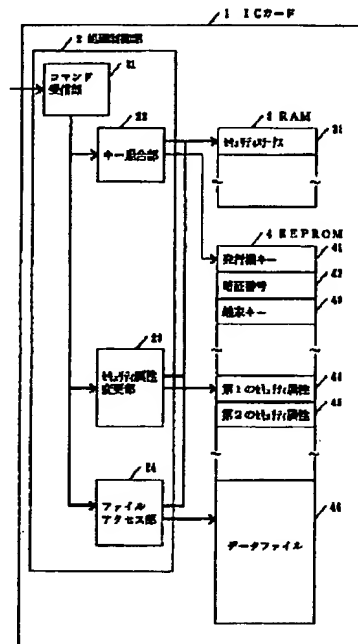 1 ICカード
2 処理制御部
21
コマンド
受信部
22
キー照合部
3 RAM
31
セキュリティステータス
4 EEPROM
41
発行機キー
42
暗証番号
43
端末キー
23
セキュリティ属性
変更部
44
第1のセキュリティ属性
45
第2のセキュリティ属性
24
ファイル
アクセス部
46
データファイル